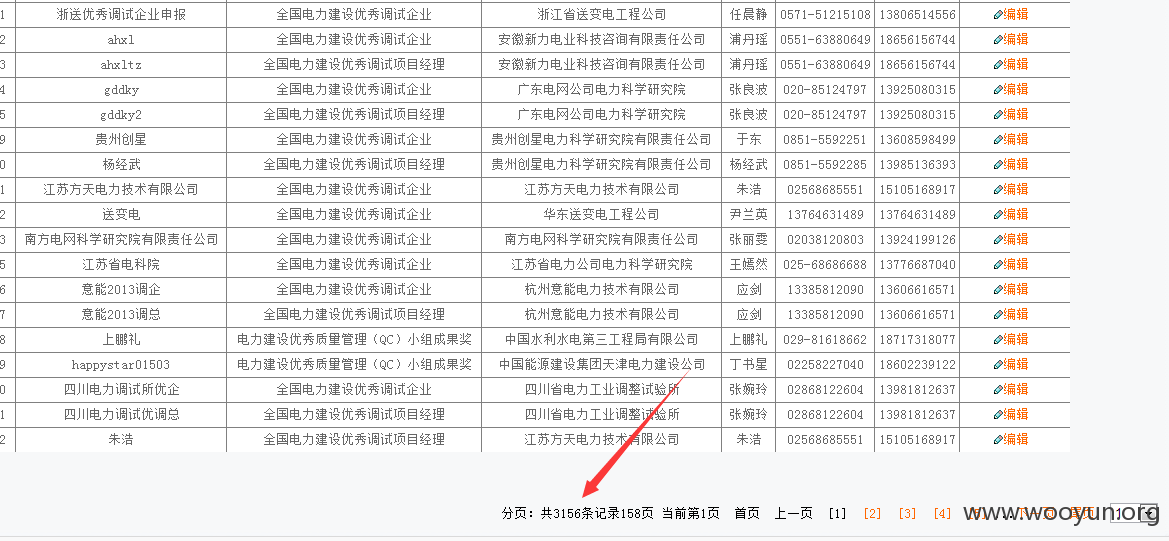 1 浙送优秀调试企业申报 全国电力建设优秀调试企业 浙江省送变电工程公司 任晨静 0571-51215108 13806514556 编辑
2 ahxl 全国电力建设优秀调试企业 安徽新力电业科技咨询有限责任公司 浦丹瑶 0551-63880649 18656156744 编辑
3 ahxltz 全国电力建设优秀调试项目经理 安徽新力电业科技咨询有限责任公司 浦丹瑶 0551-63880649 18656156744 编辑
4 gddky 全国电力建设优秀调试企业 广东电网公司电力科学研究院 张良波 020-85124797 13925080315 编辑
5 gddky2 全国电力建设优秀调试项目经理 广东电网公司电力科学研究院 张良波 020-85124797 13925080315 编辑
9 贵州创星 全国电力建设优秀调试企业 贵州创星电力科学研究院有限责任公司 于东 0851-5592251 13608598499 编辑
0 杨经武 全国电力建设优秀调试项目经理 贵州创星电力科学研究院有限责任公司 杨经武 0851-5592285 13985136393 编辑
1 江苏方天电力技术有限公司 全国电力建设优秀调试企业 江苏方天电力技术有限公司 朱浩 02568685551 15105168917 编辑
2 送变电 全国电力建设优秀调试企业 华东送变电工程公司 尹兰英 13764631489 13764631489 编辑
3 南方电网科学研究院有限责任公司 全国电力建设优秀调试企业 南方电网科学研究院有限责任公司 张丽雯 02038120803 13924199126 编辑
5 江苏省电科院 全国电力建设优秀调试企业 江苏省电力公司电力科学研究院 王嫣然 025-68686688 13776687040 编辑
6 意能2013调企 全国电力建设优秀调试企业 杭州意能电力技术有限公司 应剑 13385812090 13606616571 编辑
7 意能2013调总 全国电力建设优秀调试项目经理 杭州意能电力技术有限公司 应剑 13385812090 13606616571 编辑
8 上鹏礼 电力建设优秀质量管理（QC）小组成果奖 中国水利水电第三工程局有限公司 上鹏礼 029-81618662 18717318077 编辑
9 happystar01503 电力建设优秀质量管理（QC）小组成果奖 中国能源建设集团天津电力建设公司 丁书星 02258227040 18602239122 编辑
0 四川电力调试所优企 全国电力建设优秀调试企业 四川省电力工业调整试验所 张婉玲 02868122604 13981812637 编辑
1 四川电力调试优调总 全国电力建设优秀调试项目经理 四川省电力工业调整试验所 张婉玲 02868122604 13981812637 编辑
2 朱浩 全国电力建设优秀调试项目经理 江苏方天电力技术有限公司 朱浩 02568685551 15105168917 编辑
分页：共3156条记录158页 当前第1页 首页 上一页 [1] [2] [3] [4]
www.wooyun.org